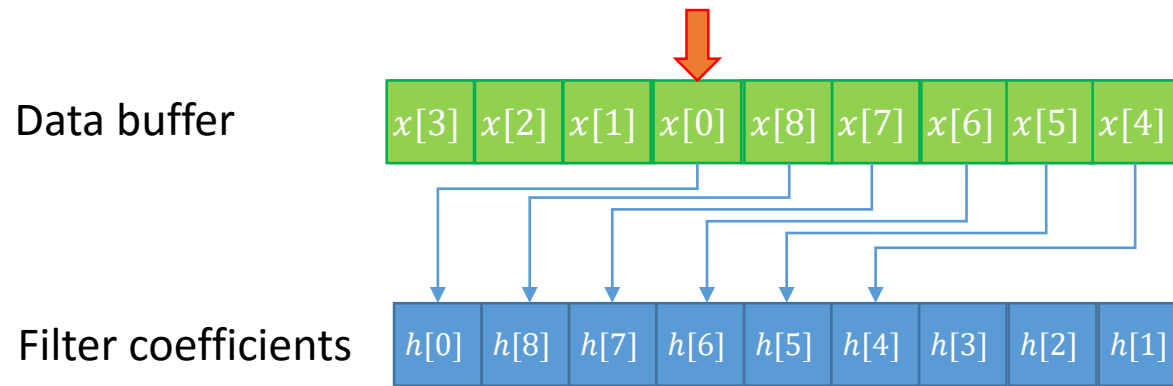 Data buffer x[3] x[2] x[1] x[0] x[8] x[7] x[6] x[5] x[4]
Filter coefficients h[0] h[8] h[7] h[6] h[5] h[4] h[3] h[2] h[1]